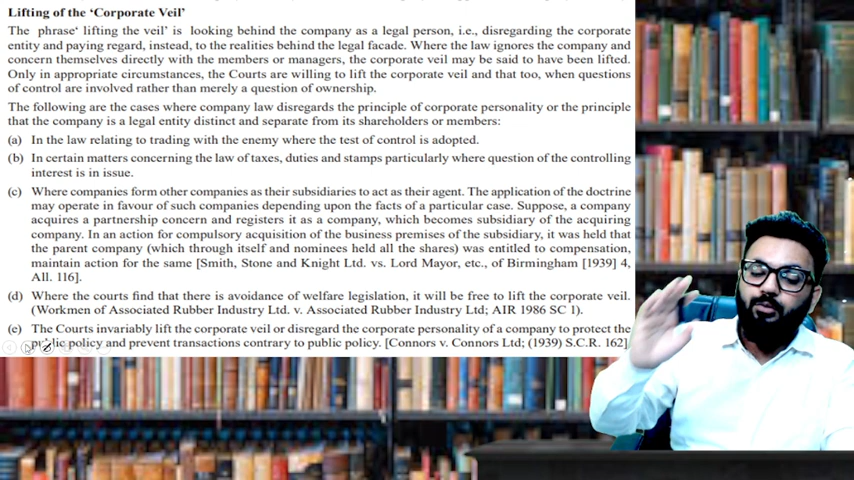 Lifting of the ‘Corporate Veil’
The phrase‘ lifting the veil’ is looking behind the company as a legal person, i.e., disregarding the corporate
entity and paying regard, instead, to the realities behind the legal facade. Where the law ignores the company and
concern themselves directly with the members or managers, the corporate veil may be said to have been lifted.
Only in appropriate circumstances, the Courts are willing to lift the corporate veil and that too, when questions
of control are involved rather than merely a question of ownership.
The following are the cases where company law disregards the principle of corporate personality or the principle
that the company is a legal entity distinct and separate from its shareholders or members:
(a) In the law relating to trading with the enemy where the test of control is adopted.
(b) In certain matters concerning the law of taxes, duties and stamps particularly where question of the controlling
interest is in issue.
(c) Where companies form other companies as their subsidiaries to act as their agent. The application of the doctrine
may operate in favour of such companies depending upon the facts of a particular case. Suppose, a company
acquires a partnership concern and registers it as a company, which becomes subsidiary of the acquiring
company. In an action for compulsory acquisition of the business premises of the subsidiary, it was held that
the parent company (which through itself and nominees held all the shares) was entitled to compensation,
maintain action for the same [Smith, Stone and Knight Ltd. vs. Lord Mayor, etc., of Birmingham [1939] 4,
All. 116].
(d) Where the courts find that there is avoidance of welfare legislation, it will be free to lift the corporate veil.
(Workmen of Associated Rubber Industry Ltd. v. Associated Rubber Industry Ltd; AIR 1986 SC 1).
(e) The Courts invariably lift the corporate veil or disregard the corporate personality of a company to protect the
public policy and prevent transactions contrary to public policy. [Connors v. Connors Ltd; (1939) S.C.R. 162]